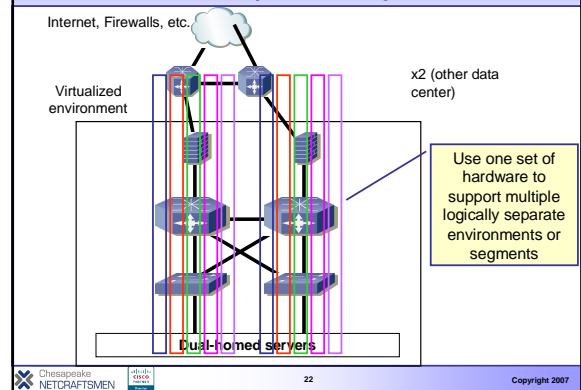 Internet, Firewalls, etc.
Virtualized
environment
x2 (other data
center)
Use one set of
hardware to
support multiple
logically separate
environments or
segments
Dual-homed servers
Chesapeake
NETCRAFTSMEN
CISCO
22
Copyright 2007